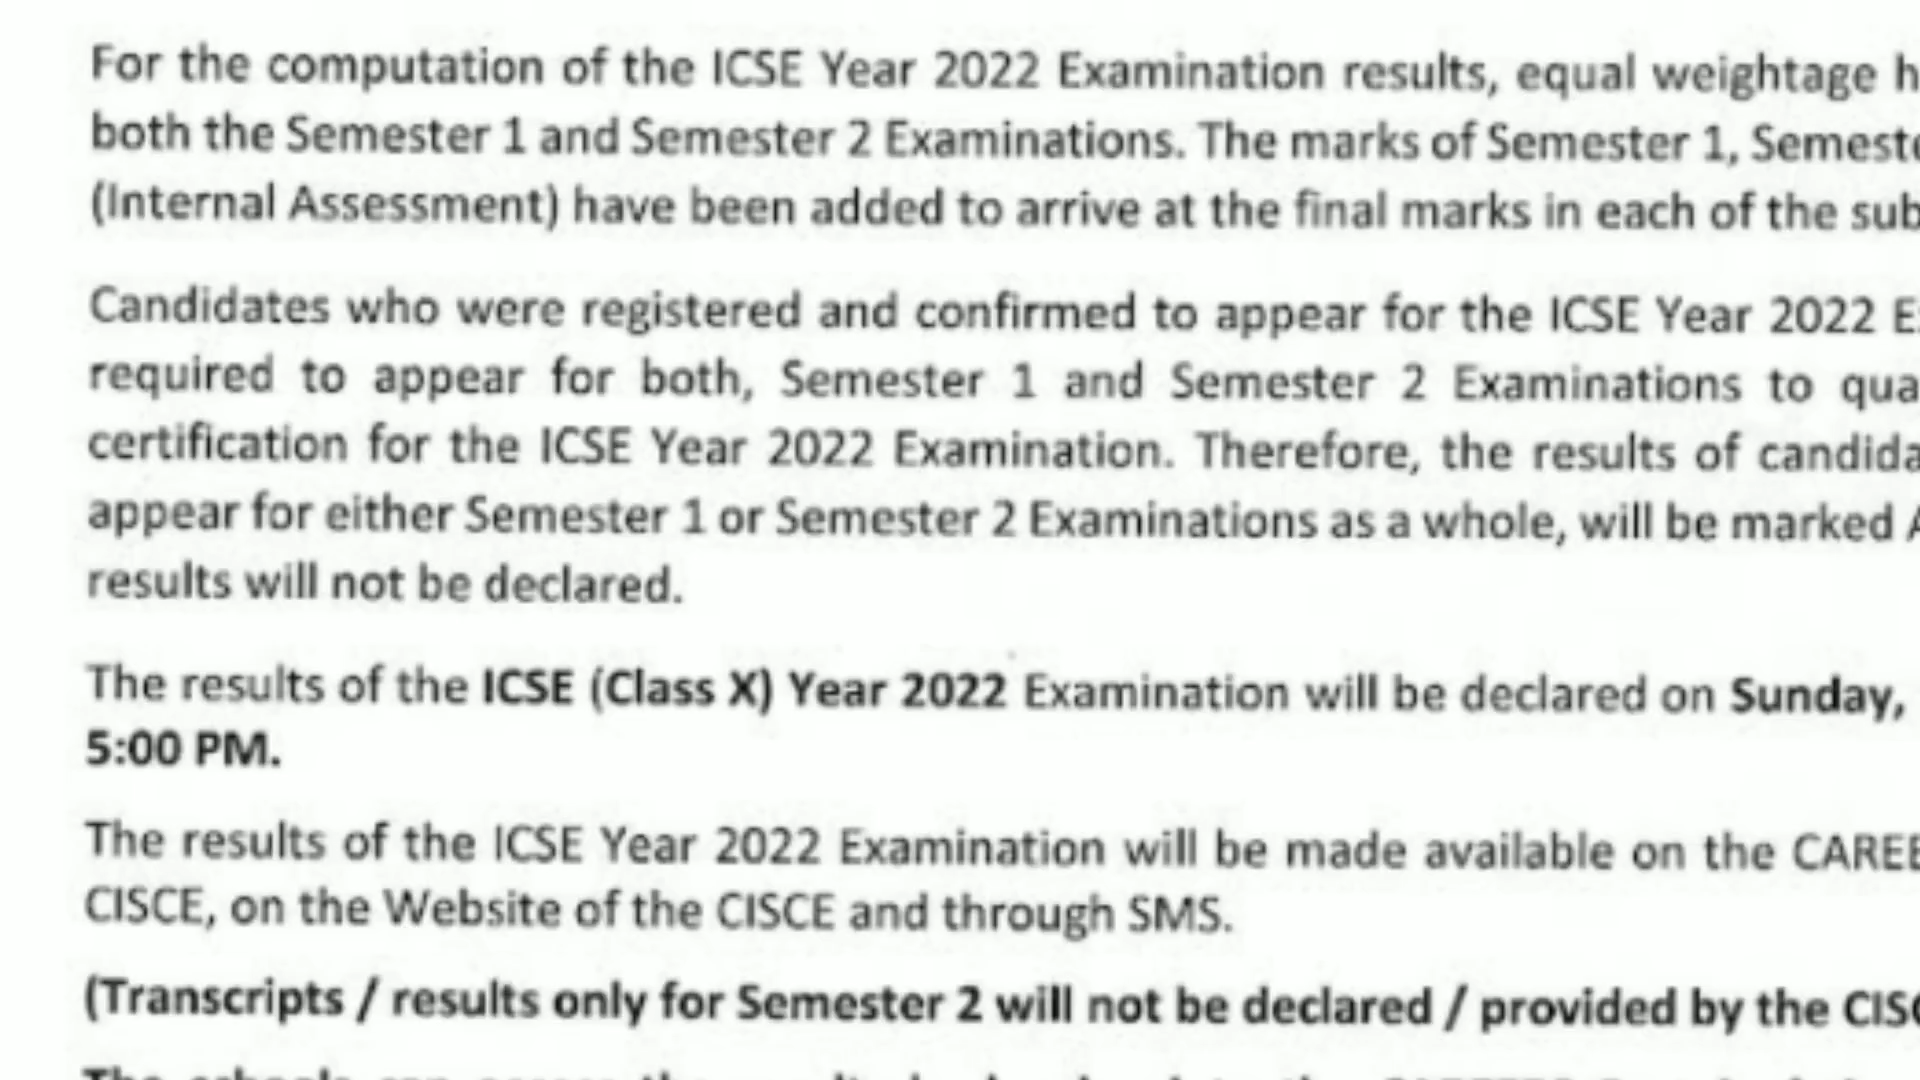 For the computation of the ICSE Year 2022 Examination results, equal weightage h
both the Semester 1 and Semester 2 Examinations. The marks of Semester 1, Semeste
(Internal Assessment) have been added to arrive at the final marks in each of the sub
Candidates who were registered and confirmed to appear for the ICSE Year 2022 E
required to appear for both, Semester 1 and Semester 2 Examinations to qua
certification for the ICSE Year 2022 Examination. Therefore, the results of candida
appear for either Semester 1 or Semester 2 Examinations as a whole, will be marked A
results will not be declared.
The results of the ICSE (Class X) Year 2022 Examination will be declared on Sunday,
5:00 PM.
The results of the ICSE Year 2022 Examination will be made available on the CAREE
CISCE, on the Website of the CISCE and through SMS.
(Transcripts / results only for Semester 2 will not be declared / provided by the CISC